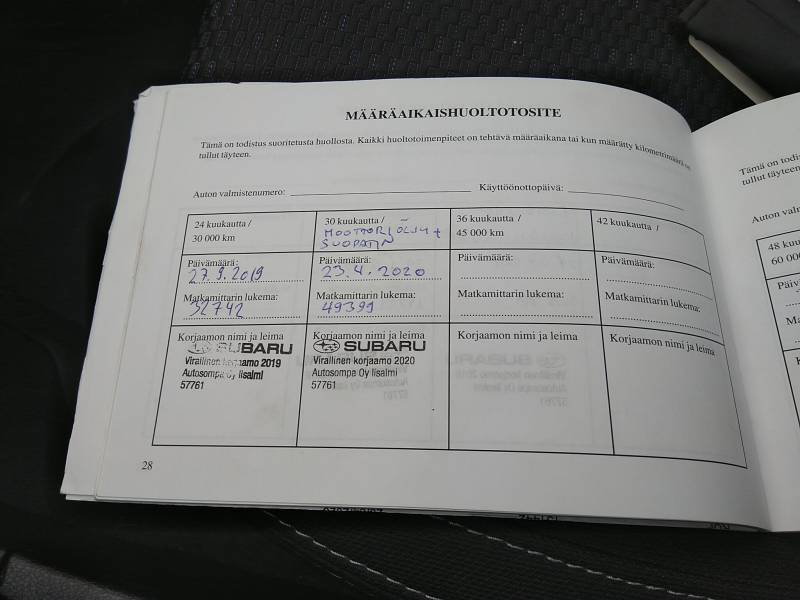 MÄÄRÄAIKAISHUOLTOTOSITE
Tämä on todistus suoritetusta huollosta. Kaikki huoltotoimenpiteet on tehtävä määräaikana tai kun määrätty kilometrimäärä on
tullut täyteen.
Auton valmistenumero: Käyttöönottopäivä:
24 kuukautta /
30 000 km
30 kuukautta /
MOOTTORIÖLJY+
SUODATIN
36 kuukautta /
45 000 km
42 kuukautta /
Päivämäärä:
27.9.2019
Matkamittarin lukema:
32742
Päivämäärä:
23.4.2020
Matkamittarin lukema:
49399
Päivämäärä:
Matkamittarin lukema:
Päivämäärä:
Matkamittarin lukema:
Korjaamon nimi ja leima
SUBARU
Virallinen korjaamo 2019
Autosompa Oy Iisalmi
57761
Korjaamon nimi ja leima
SUBARU
Virallinen korjaamo 2020
Autosompa Oy Iisalmi
57761
Korjaamon nimi ja leima
Korjaamon nimi ja leima
28
Tämä on
tullut täyteen
Auton
48
60